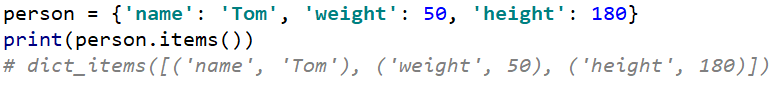 person = {'name': 'Tom', 'weight': 50, 'height': 180}
print(person.items())
# dict_items([('name', 'Tom'), ('weight', 50), ('height', 180)])